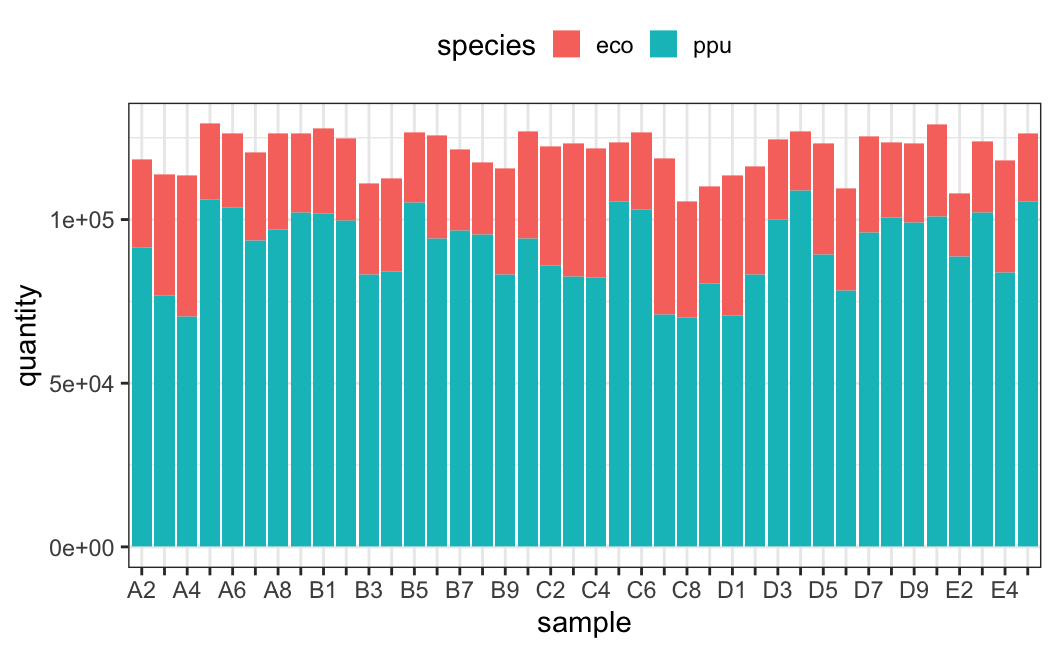 species eco ppu
quantity
1e+05
5e+04
0e+00
A2 A4 A6 A8 B1 B3 B5 B7 B9 C2 C4 C6 C8 D1 D3 D5 D7 D9 E2 E4
sample